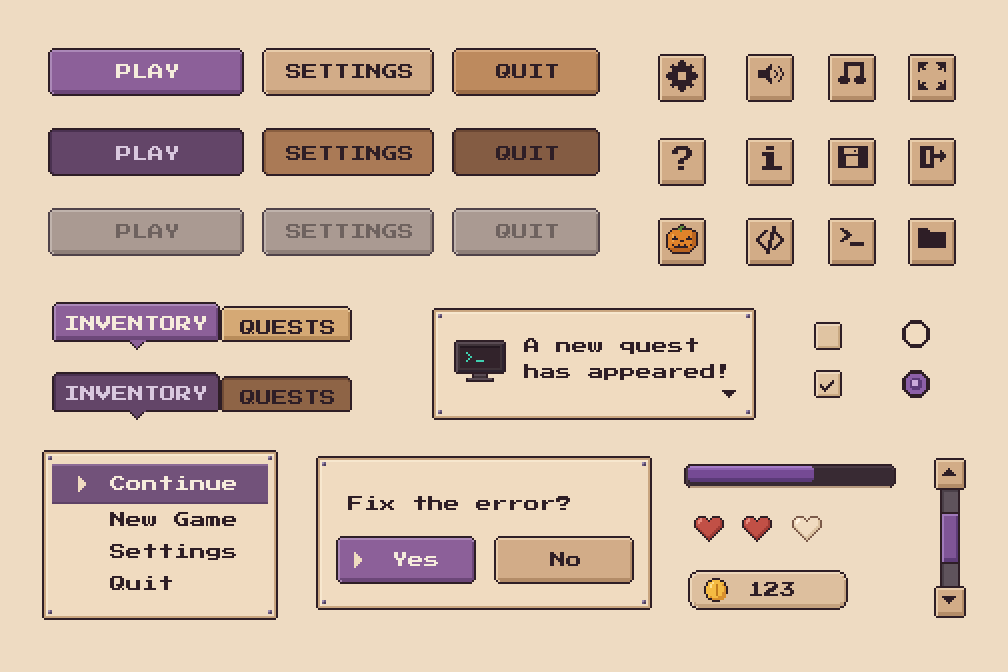 PLAY SETTINGS QUIT
PLAY SETTINGS QUIT
? i
PLAY SETTINGS QUIT
</> >_
INVENTORY QUESTS
>_ A new quest
has appeared!
INVENTORY QUESTS
Continue
New Game
Settings
Quit
Fix the error?
Yes No
123